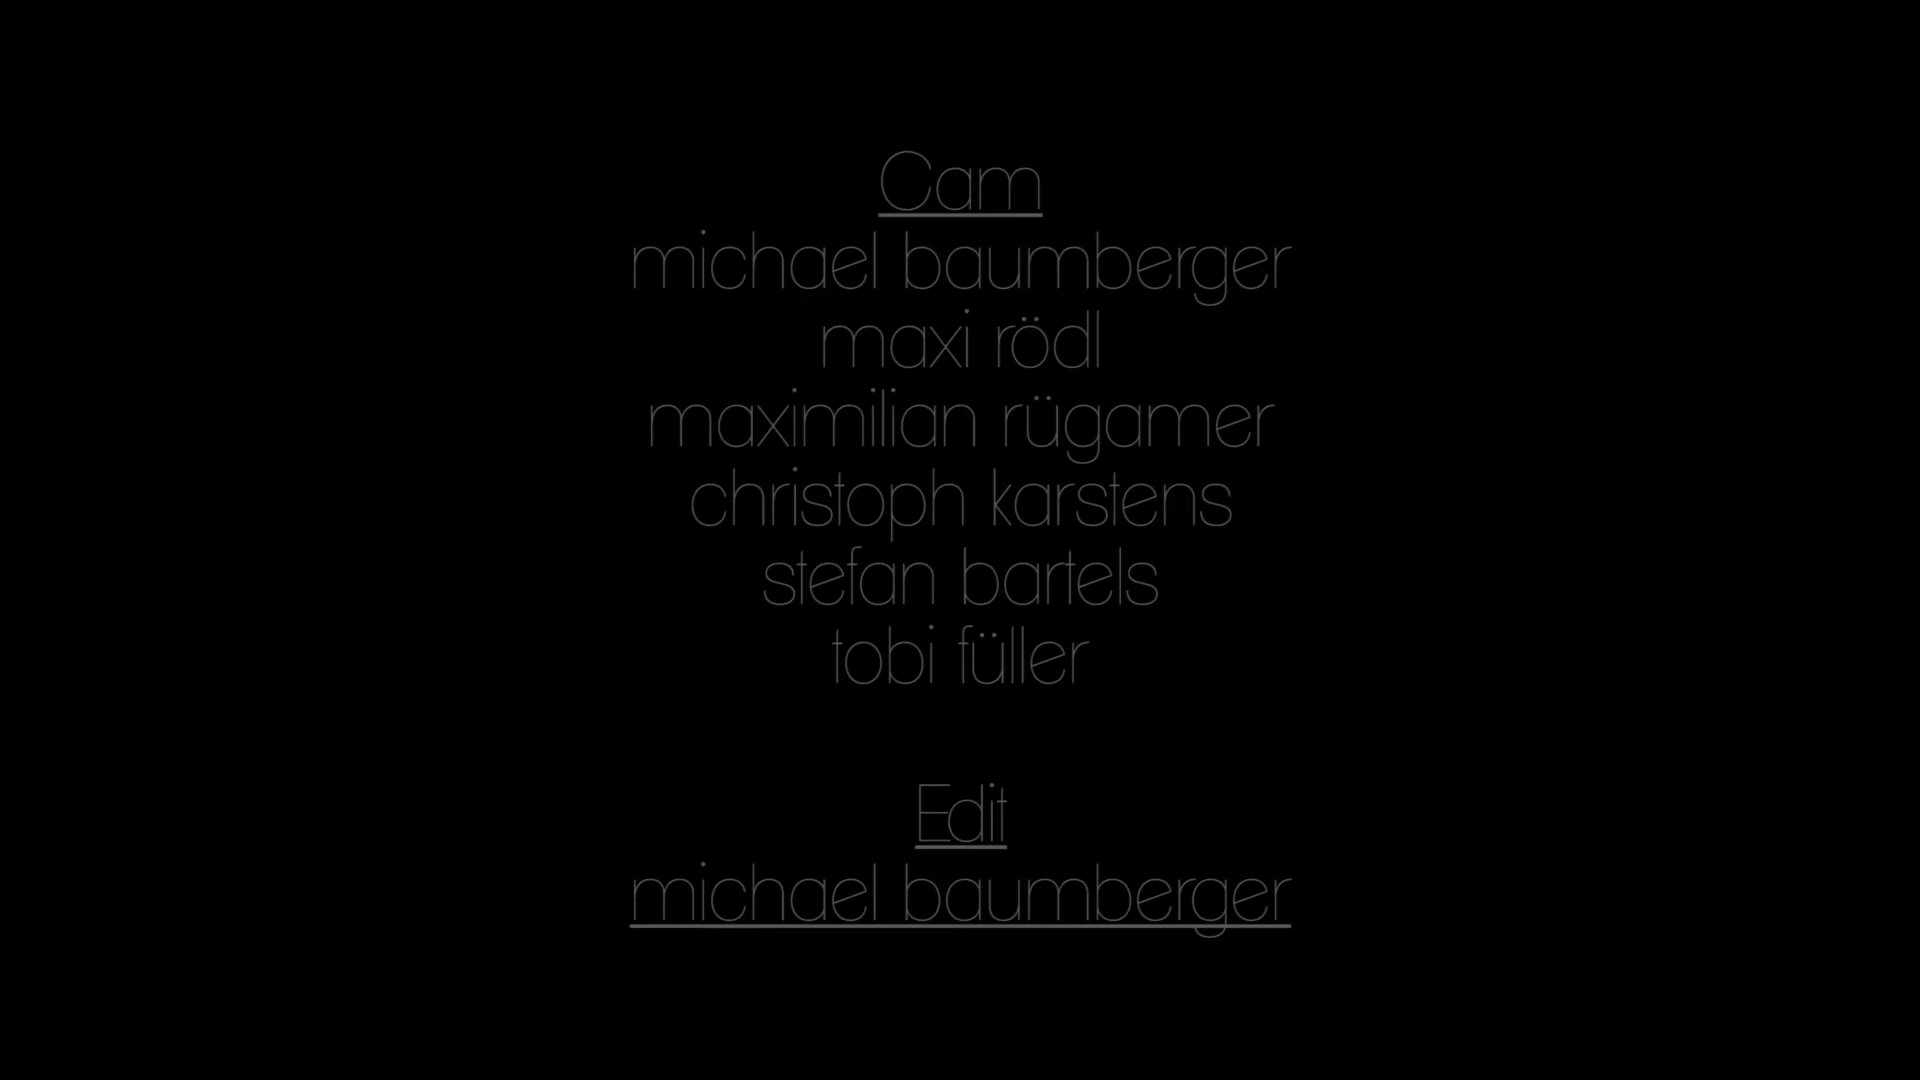 Cam
michael baumberger
maxi rödl
maximilian rügamer
christoph karstens
stefan bartels
tobi füller
Edit
michael baumberger